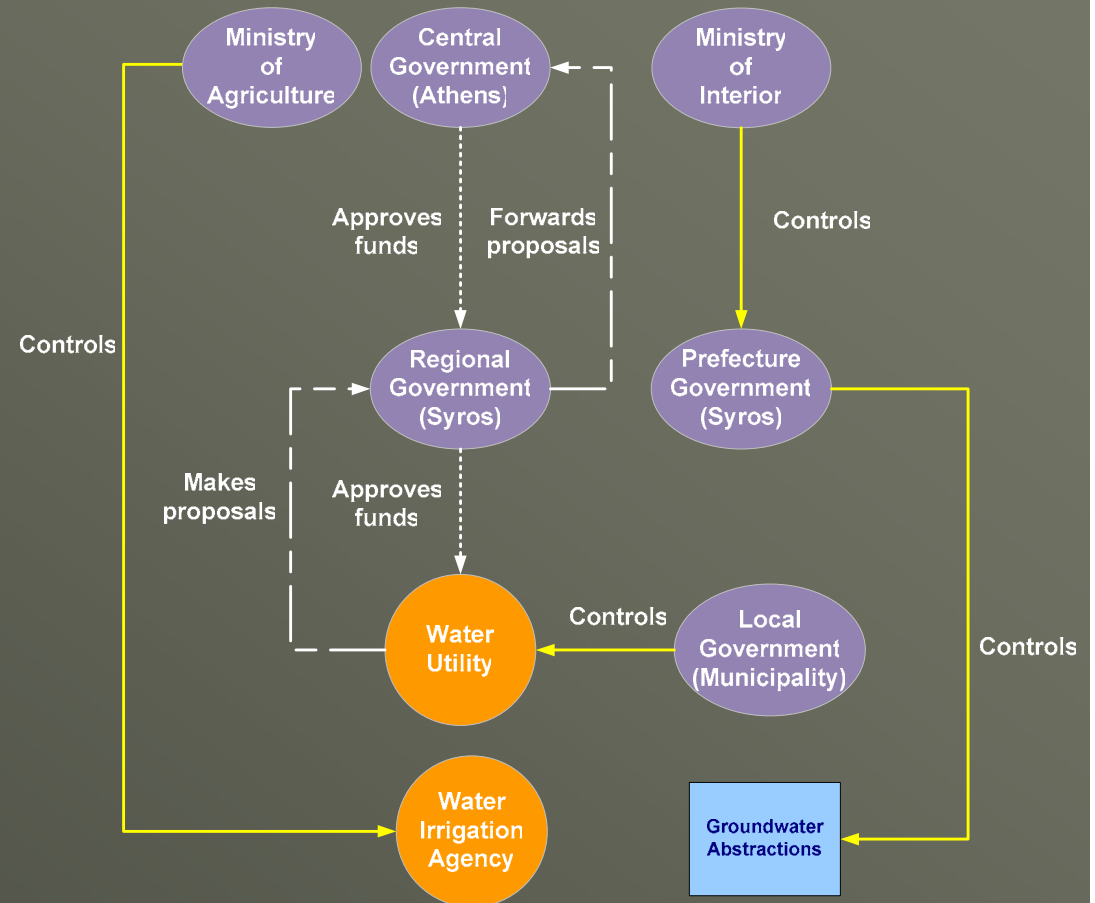 Ministry
of
Agriculture
Central
Government
(Athens)
Ministry
of
Interior
Approves
funds
Forwards
proposals
Controls
Controls
Regional
Government
(Syros)
Prefecture
Government
(Syros)
Makes
proposals
Approves
funds
Controls
Water
Utility
Local
Government
(Municipality)
Controls
Water
Irrigation
Agency
Groundwater
Abstractions